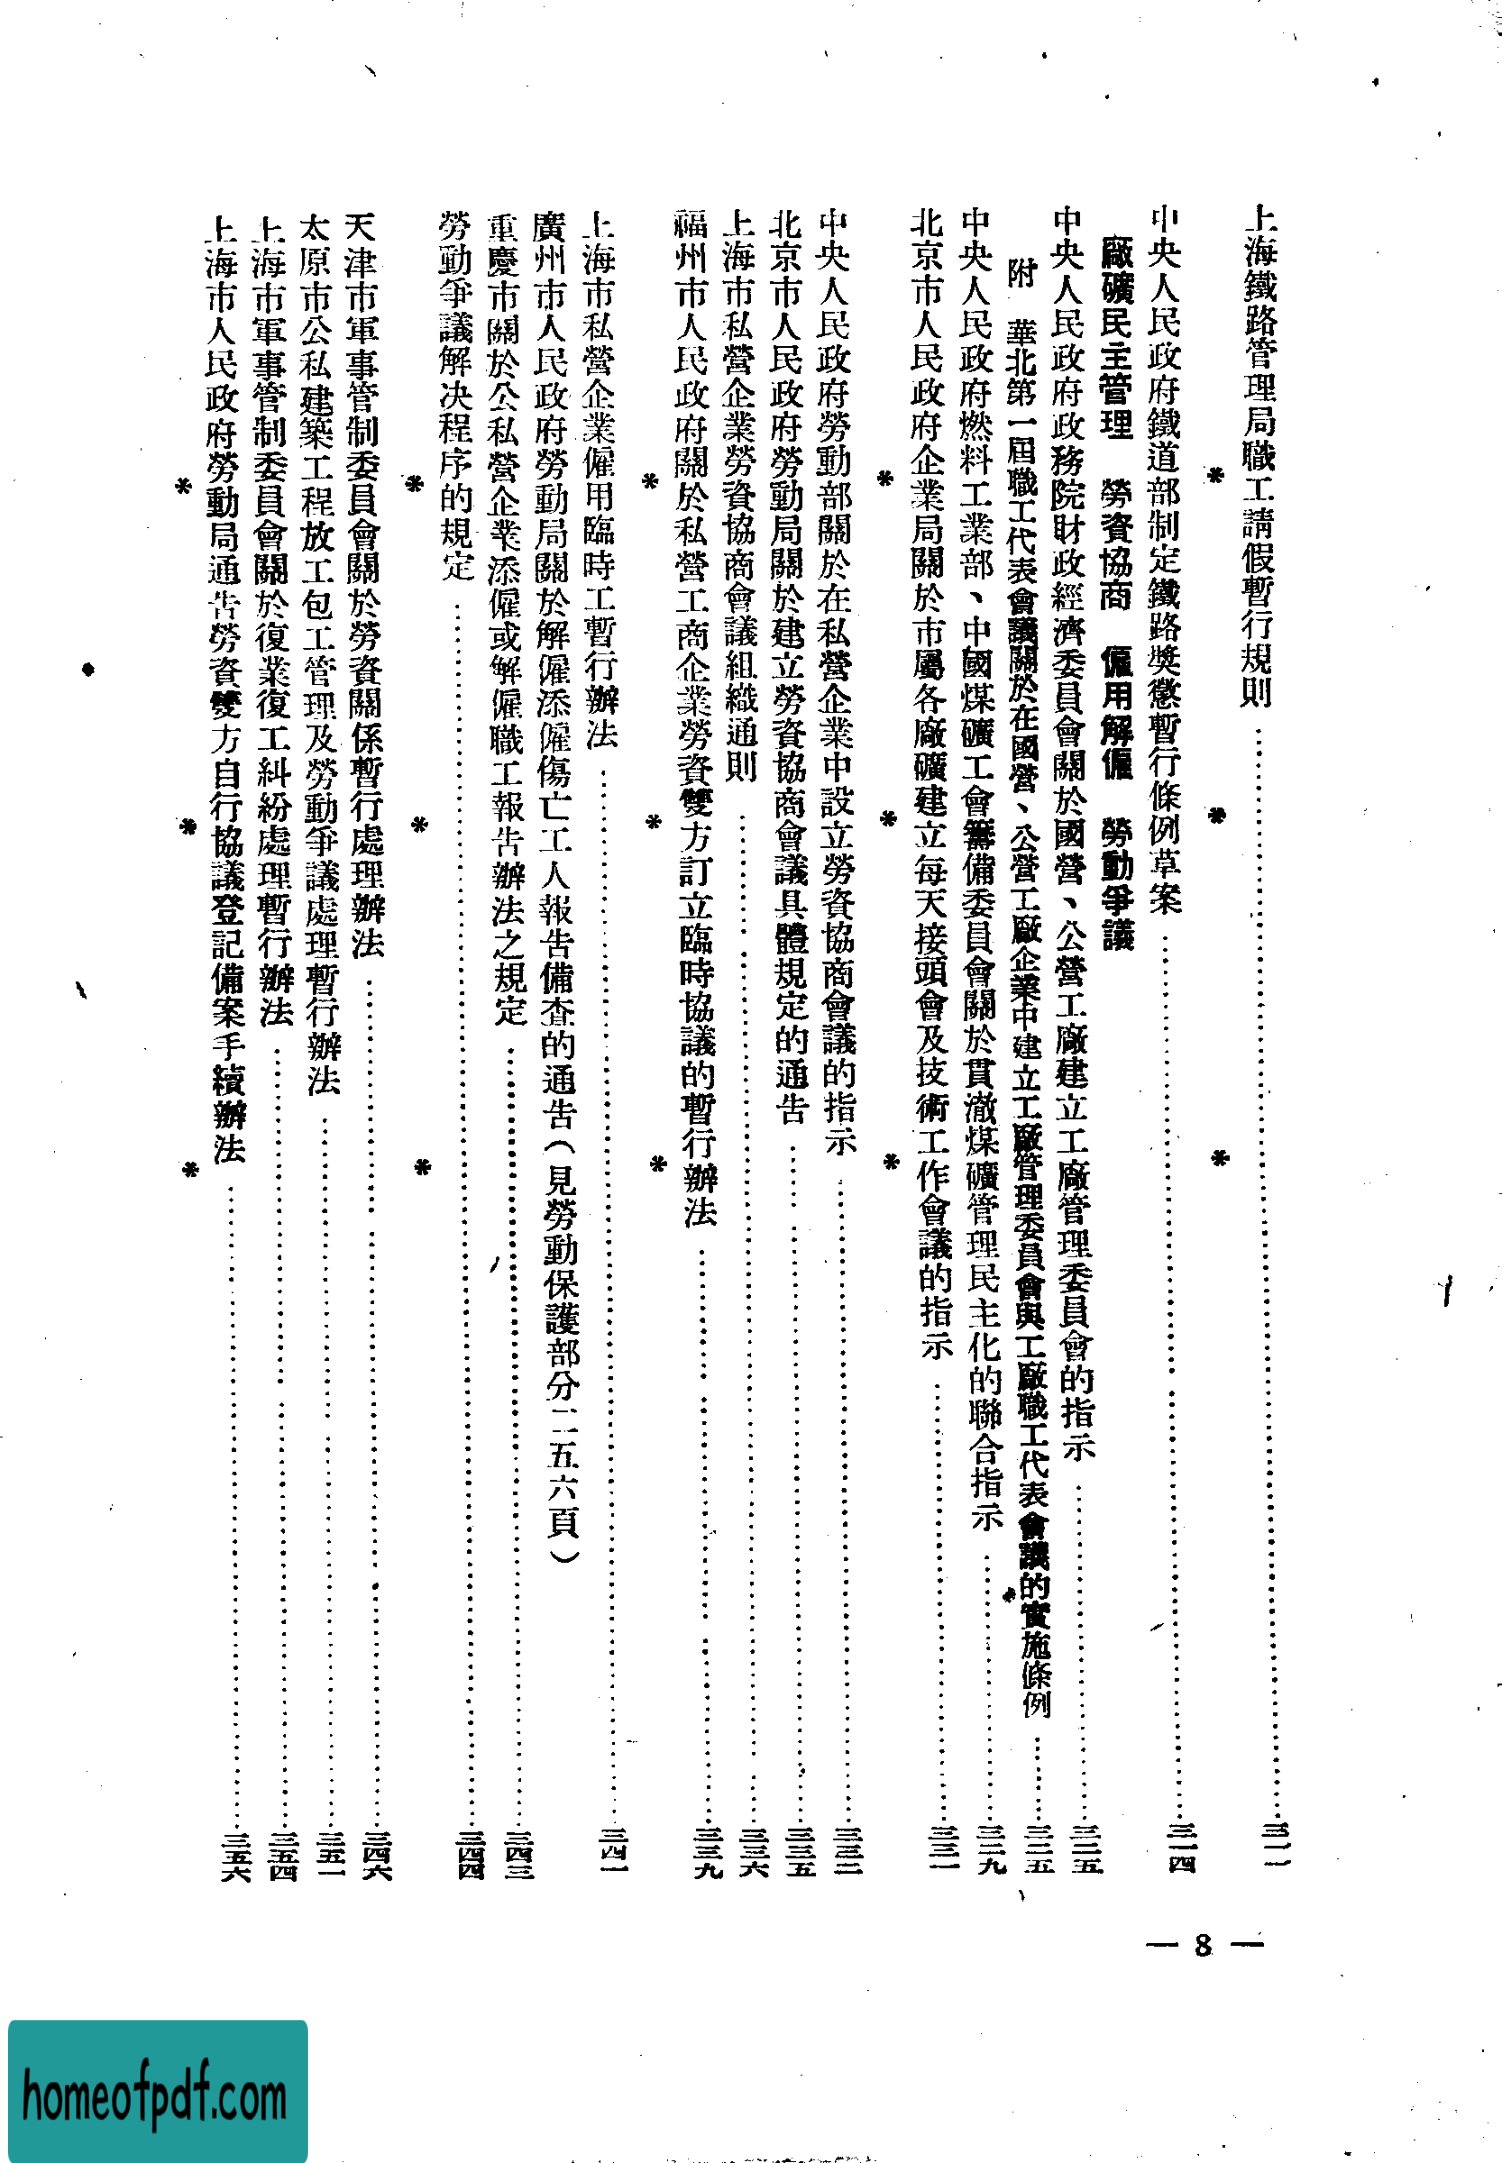 上海鐵路管理局職工請假暫行規則……三一一
* * *
中央人民政府鐵道部制定鐵路獎懲暫行條例草案……三一四
廠礦民主管理 勞資協商 僱用解僱 勞動爭議
中央人民政府政務院財政經濟委員會關於國營、公營工廠建立工廠管理委員會的指示……三二五
附 華北第一屆職工代表會議關於在國營、公營工廠企業中建立工廠管理委員會與工廠職工代表會議的實施條例……三二五
中央人民政府燃料工業部、中國煤礦工會籌備委員會關於貫澈煤礦管理民主化的聯合指示……三二九
北京市人民政府企業局關於市屬各廠礦建立每天接頭會及技術工作會議的指示……三三一
* * *
中央人民政府勞動部關於在私營企業中設立勞資協商會議的指示……三三二
北京市人民政府勞動局關於建立勞資協商會議具體規定的通告……三三五
上海市私營企業勞資協商會議組織通則……三三六
福州市人民政府關於私營工商企業勞資雙方訂立臨時協議的暫行辦法……三三九
* * *
上海市私營企業僱用臨時工暫行辦法……三四一
廣州市人民政府勞動局關於解僱添僱傷亡工人報告備查的通告（見勞動保護部分二五六頁）
重慶市關於公私營企業添僱或解僱職工報告辦法之規定……三四三
勞動爭議解決程序的規定……三四四
* * *
天津市軍事管制委員會關於勞資關係暫行處理辦法……三四六
太原市公私建築工程放工包工管理及勞動爭議處理暫行辦法……三五一
上海市軍事管制委員會關於復業復工糾紛處理暫行辦法……三五四
上海市人民政府勞動局通告勞資雙方自行協議登記備案手續辦法……三五六
* * *
— 8 —
homeofpdf.com